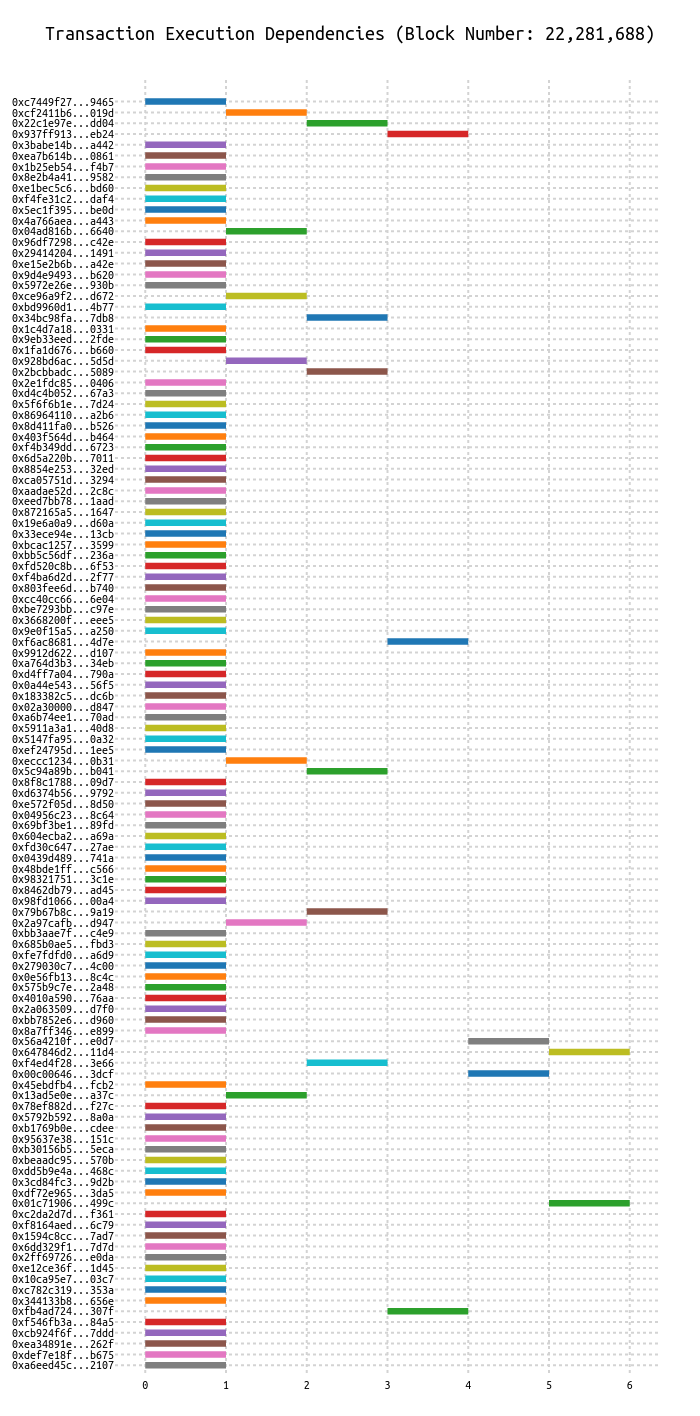 Transaction Execution Dependencies (Block Number: 22,281,688)
0xc7449f27...9465
0xcf2411b6...019d
0x22c1e97e...dd04
0x937ff913...eb24
0x3babe14b...a442
0xea7b614b...0861
0x1b25eb54...f4b7
0x8e2b4a41...9582
0xe1bec5c6...bd60
0xf4fe31c2...daf4
0x5ec1f395...be0d
0x4a766aea...a443
0x04ad816b...6640
0x96df7298...c42e
0x29414204...1491
0xe15e2b6b...a42e
0x9d4e9493...b620
0x5972e26e...930b
0xce96a9f2...d672
0xbd9960d1...4b77
0x34bc98fa...7db8
0x1c4d7a18...0331
0x9eb33eed...2fde
0x1fa1d676...b660
0x928bd6ac...5d5d
0x2bcbbadc...5089
0x2e1fdc85...0406
0xd4c4b052...67a3
0x5f6f6b1e...7d24
0x86964110...a2b6
0x8d411fa0...b526
0x403f564d...b464
0xf4b349dd...6723
0x6d5a220b...7011
0x8854e253...32ed
0xca05751d...3294
0xaadae52d...2c8c
0xeed7bb78...1aad
0x872165a5...1647
0x19e6a0a9...d60a
0x33ece94e...13cb
0xbcac1257...3599
0xbb5c56df...236a
0xfd520c8b...6f53
0xf4ba6d2d...2f77
0x803fee6d...b740
0xcc40cc66...6e04
0xbe7293bb...c97e
0x3668200f...eee5
0x9e0f15a5...a250
0xf6ac8681...4d7e
0x9912d622...d107
0xa764d3b3...34eb
0xd4ff7a04...790a
0x0a44e543...56f5
0x183382c5...dc6b
0x02a30000...d847
0xa6b74ee1...70ad
0x5911a3a1...40d8
0x5147fa95...0a32
0xef24795d...1ee5
0xeccc1234...0b31
0x5c94a89b...b041
0x8f8c1788...09d7
0xd6374b56...9792
0xe572f05d...8d50
0x04956c23...8c64
0x69bf3be1...89fd
0x604ecba2...a69a
0xfd30c647...27ae
0x0439d489...741a
0x48bde1ff...c566
0x98321751...3c1e
0x8462db79...ad45
0x98fd1066...00a4
0x79b67b8c...9a19
0x2a97cafb...d947
0xbb3aae7f...c4e9
0x685b0ae5...fbd3
0xfe7fdfd0...a6d9
0x279030c7...4c00
0x0e56fb13...8c4c
0x575b9c7e...2a48
0x4010a590...76aa
0x2a063509...d7f0
0xbb7852e6...d960
0x8a7ff346...e899
0x56a4210f...e0d7
0x647846d2...11d4
0xf4ed4f28...3e66
0x00c00646...3dcf
0x45ebdfb4...fcb2
0x13ad5e0e...a37c
0x78ef882d...f27c
0x5792b592...8a0a
0xb1769b0e...cdee
0x95637e38...151c
0xb30156b5...5eca
0xbeaadc95...570b
0xdd5b9e4a...468c
0x3cd84fc3...9d2b
0xdf72e965...3da5
0x01c71906...499c
0xc2da2d7d...f361
0xf8164aed...6c79
0x1594c8cc...7ad7
0x6dd329f1...7d7d
0x2ff69726...e0da
0xe12ce36f...1d45
0x10ca95e7...03c7
0xc782c319...353a
0x344133b8...656e
0xfb4ad724...307f
0xf546fb3a...84a5
0xcb924f6f...7ddd
0xea34891e...262f
0xdef7e18f...b675
0xa6eed45c...2107
0 1 2 3 4 5 6